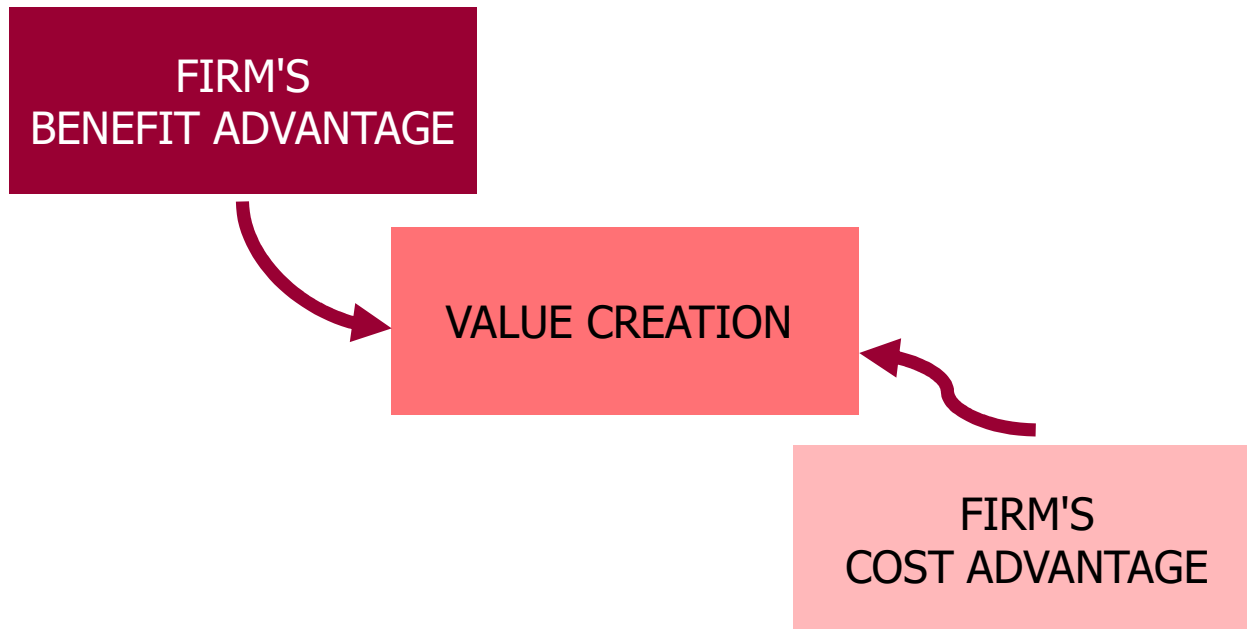 FIRM'S
BENEFIT ADVANTAGE
VALUE CREATION
FIRM'S
COST ADVANTAGE